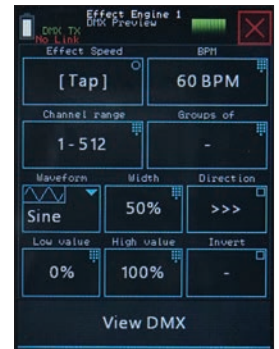 Effect Engine 1
DMX TX DMX Preview
No Link
Effect Speed BPM
[Tap] 60 BPM
Channel range Groups of
1-512 -
Waveform Width Direction
Sine 50% >>>
Low value High value Invert
0% 100% -
View DMX